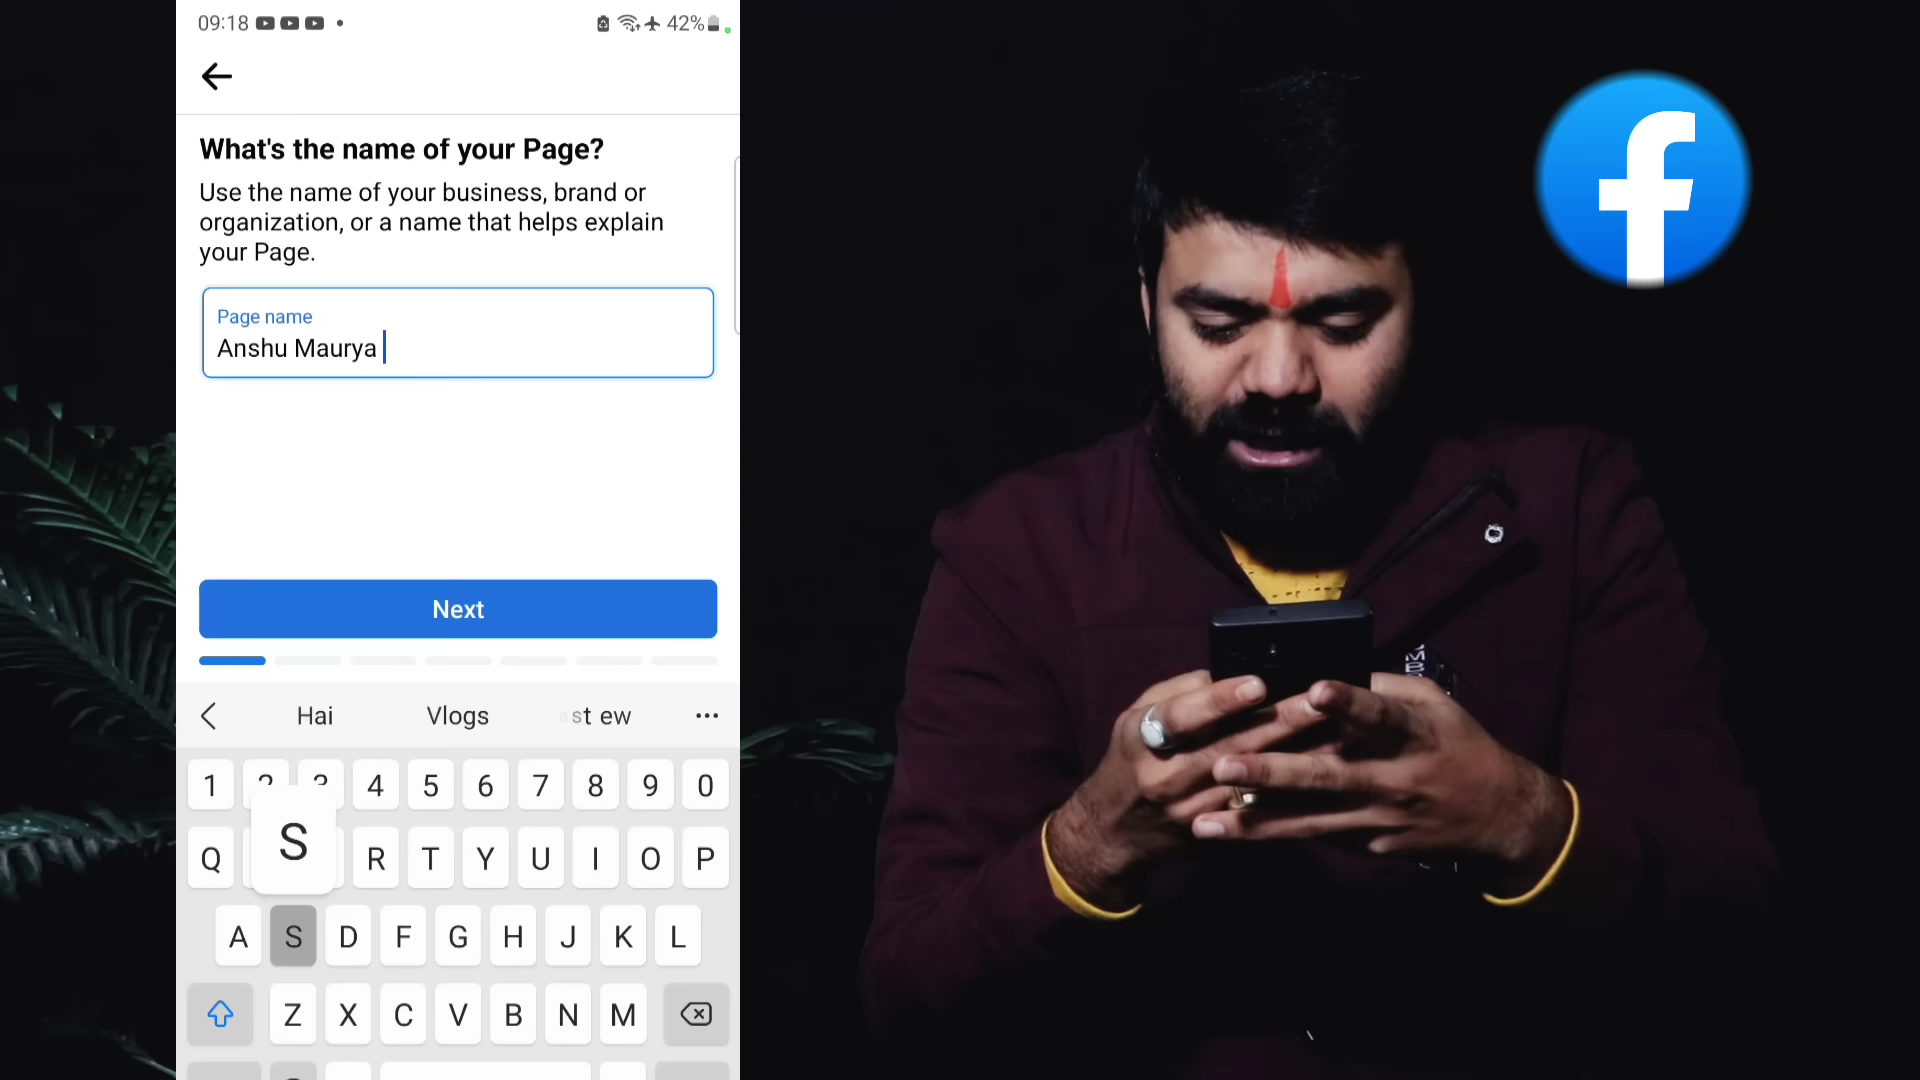 09:18
42%
What's the name of your Page?
Use the name of your business, brand or
organization, or a name that helps explain
your Page.
Page name
Anshu Maurya
Next
Hai Vlogs st ew
1 2 3 4 5 6 7 8 9 0
S
Q R T Y U I O P
A S D F G H J K L
Z X C V B N M